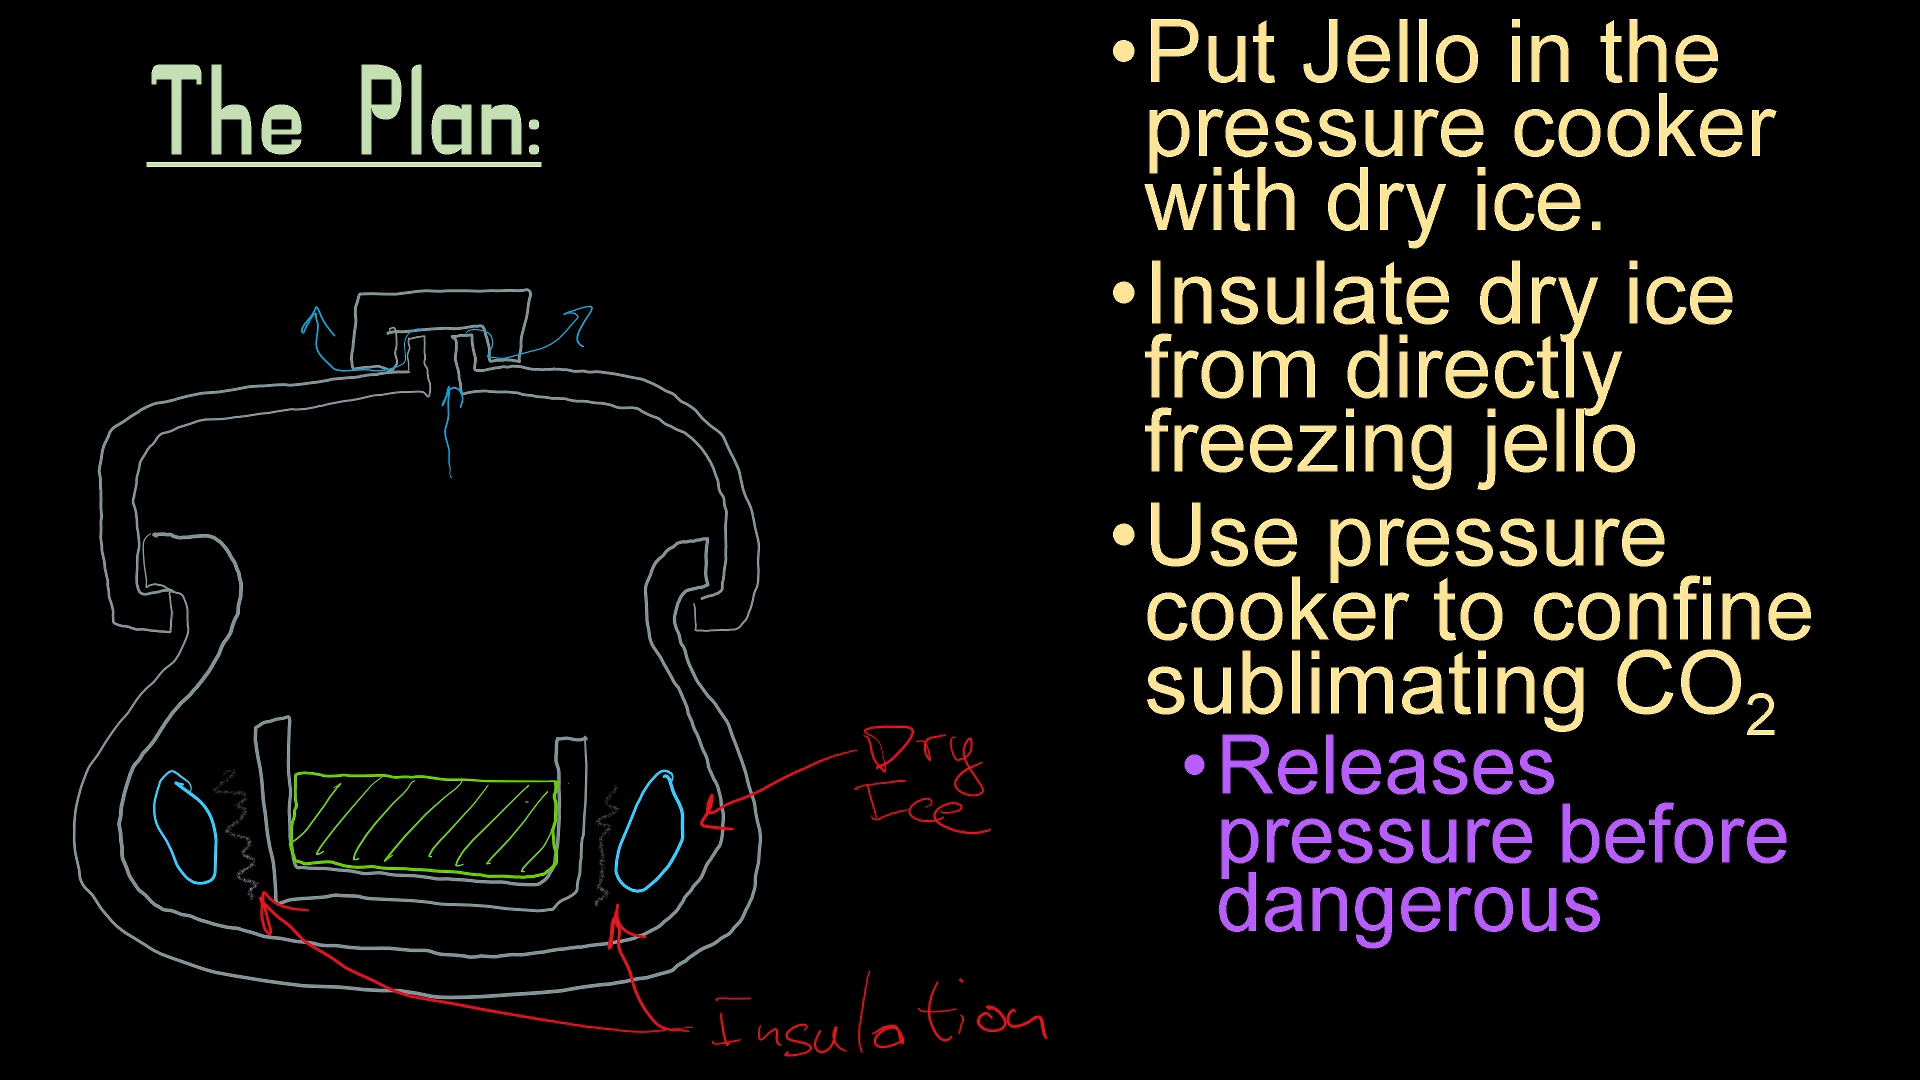 The Plan:
•Put Jello in the
pressure cooker
with dry ice.
•Insulate dry ice
from directly
freezing jello
•Use pressure
cooker to confine
sublimating CO₂
•Releases
pressure before
dangerous
Dry
Ice
Insulation